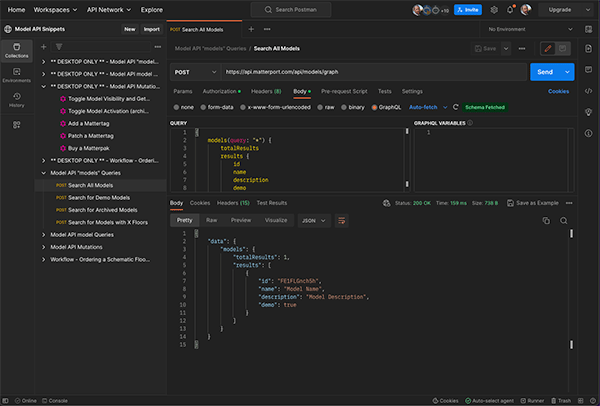 Home Workspaces API Network Explore Search Postman +10 Invite Upgrade
Model API Snippets New Import Search All Models No Environment
Collections
Environments
History
** DESKTOP ONLY ** - Model API "model...
** DESKTOP ONLY ** - Model API model ...
** DESKTOP ONLY ** - Model API Mutatio...
Toggle Model Visibility and Get...
Toggle Model Activation (archi...
Add a Mattertag
Patch a Mattertag
Buy a Matterpak
** DESKTOP ONLY ** - Workflow - Orderi...
Model API "models" Queries
POST Search All Models
POST Search for Demo Models
POST Search for Archived Models
POST Search for Models with X Floors
Model API model Queries
Model API Mutations
Workflow - Ordering a Schematic Floo...
Model API "models" Queries / Search All Models Save
POST https://api.matterport.com/api/models/graph Send
Params Authorization Headers (8) Body Pre-request Script Tests Settings Cookies
none form-data x-www-form-urlencoded raw binary GraphQL Auto-fetch Schema Fetched
QUERY GRAPHQL VARIABLES
1 { 1
2 models(query: "*") {
3 totalResults
4 results {
5 id
6 name
7 description
8 demo
Body Cookies Headers (15) Test Results Status: 200 OK Time: 159 ms Size: 738 B Save as Example
Pretty Raw Preview Visualize JSON
1 {
2 "data": {
3 "models": {
4 "totalResults": 1,
5 "results": [
6 {
7 "name": "Model Name",
8 "description": "Model Description",
9 "demo": true
10
11 }
12 ]
13 }
14 }
15 }
Online Console Cookies Auto-select agent Runner Trash